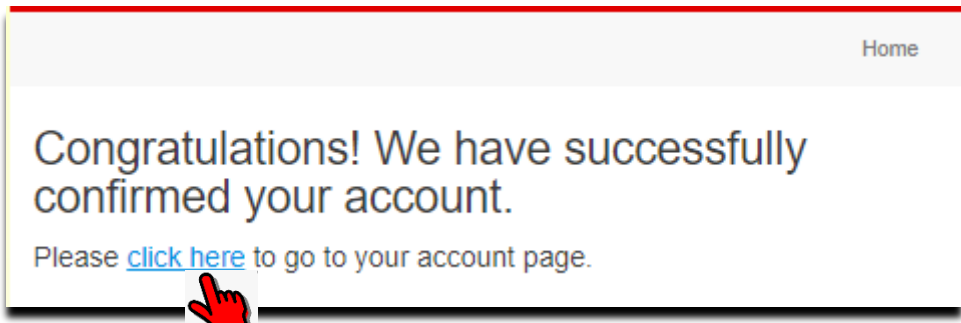 Home
Congratulations! We have successfully
confirmed your account.
Please click here to go to your account page.